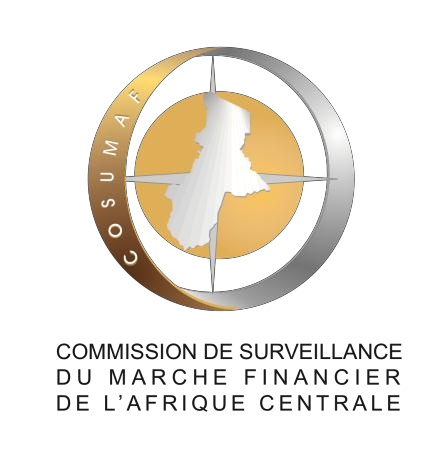 COSUMAF
COMMISSION DE SURVEILLANCE
DU MARCHE FINANCIER
DE L'AFRIQUE CENTRALE